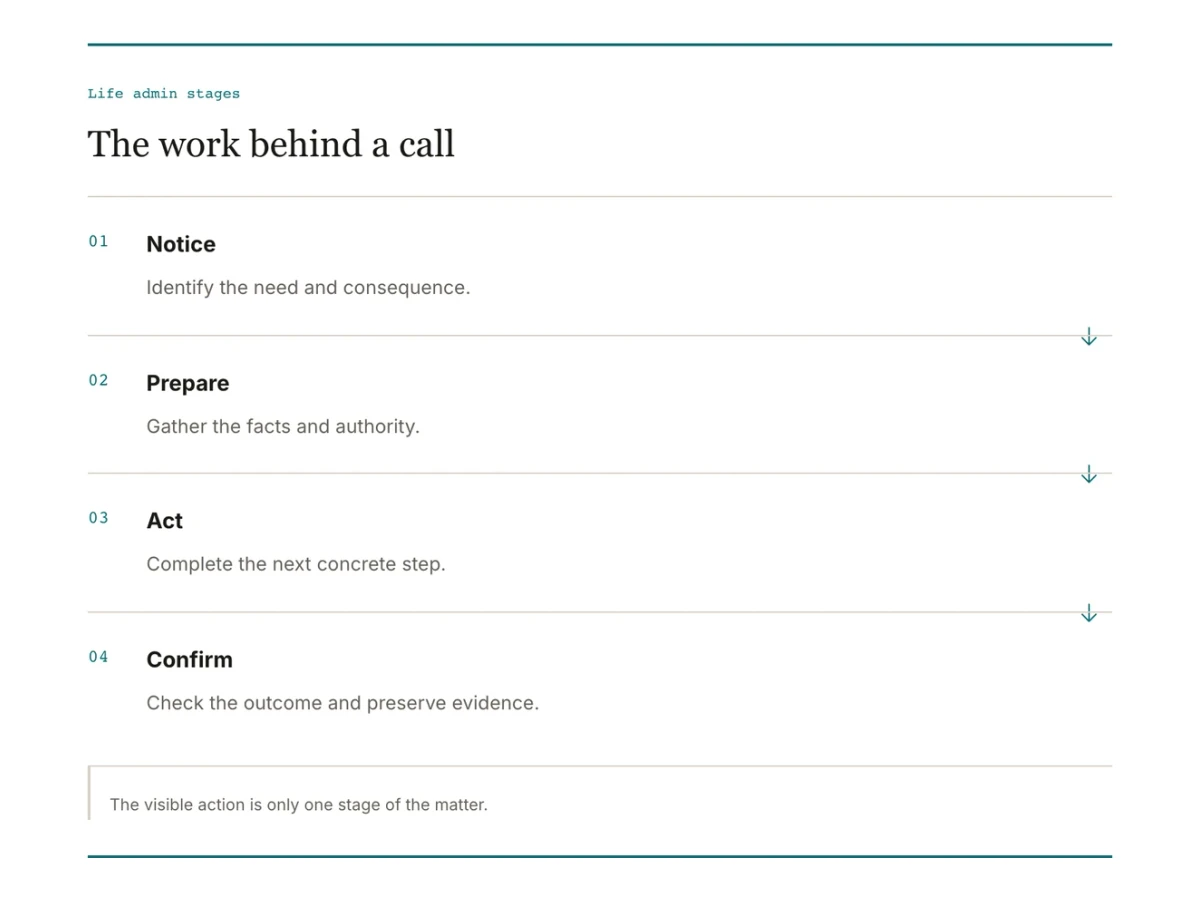 Life admin stages
The work behind a call
01
Notice
Identify the need and consequence.
02
Prepare
Gather the facts and authority.
03
Act
Complete the next concrete step.
04
Confirm
Check the outcome and preserve evidence.
The visible action is only one stage of the matter.